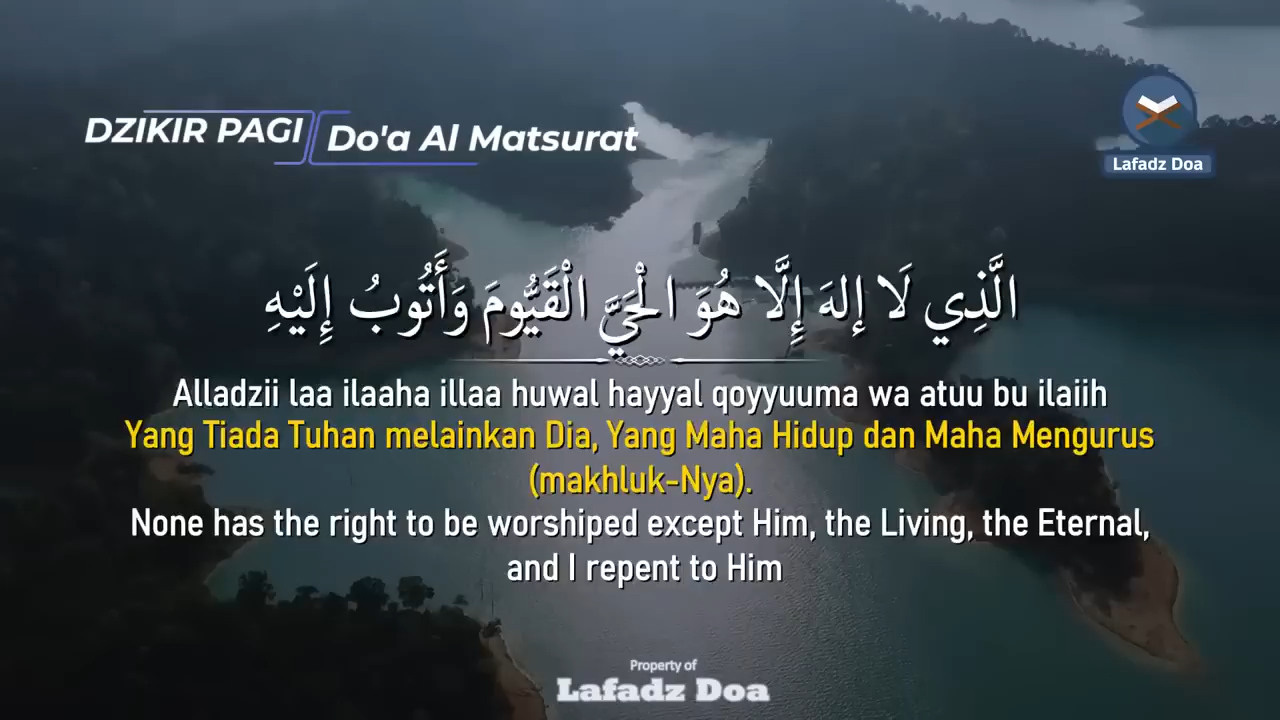 DZIKIR PAGI
Do'a Al Matsurat
Lafadz Doa
الَّذِي لَا إِلهَ إِلَّا هُوَ الْحَيَّ الْقَيُّومَ وَأَتُوبُ إِلَيْهِ
Alladzii laa ilaaha illaa huwal hayyal qoyyuuma wa atuu bu ilaiih
Yang Tiada Tuhan melainkan Dia, Yang Maha Hidup dan Maha Mengurus
(makhluk-Nya).
None has the right to be worshiped except Him, the Living, the Eternal,
and I repent to Him
Property of
Lafadz Doa